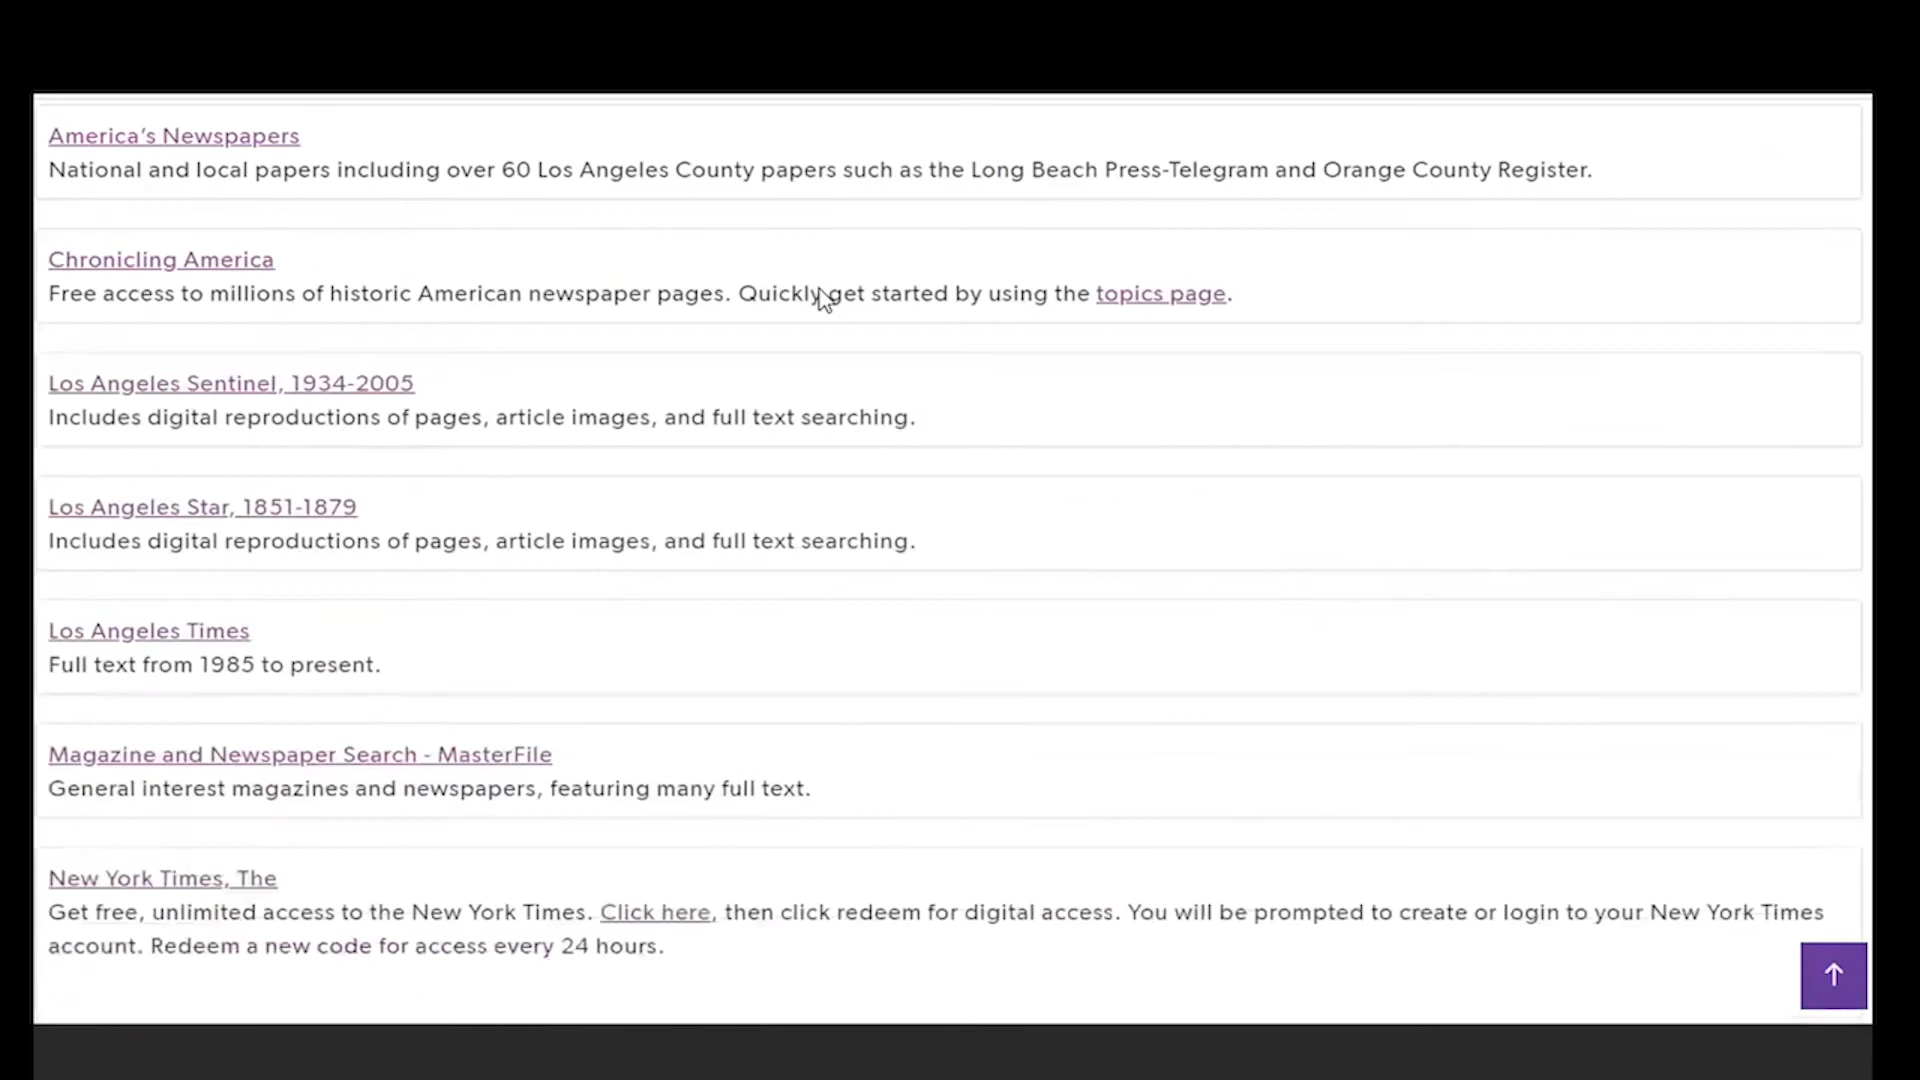 America’s Newspapers
National and local papers including over 60 Los Angeles County papers such as the Long Beach Press-Telegram and Orange County Register.
Chronicling America
Free access to millions of historic American newspaper pages. Quickly get started by using the topics page.
Los Angeles Sentinel, 1934-2005
Includes digital reproductions of pages, article images, and full text searching.
Los Angeles Star, 1851-1879
Includes digital reproductions of pages, article images, and full text searching.
Los Angeles Times
Full text from 1985 to present.
Magazine and Newspaper Search - MasterFile
General interest magazines and newspapers, featuring many full text.
New York Times, The
Get free, unlimited access to the New York Times. Click here, then click redeem for digital access. You will be prompted to create or login to your New York Times
account. Redeem a new code for access every 24 hours.